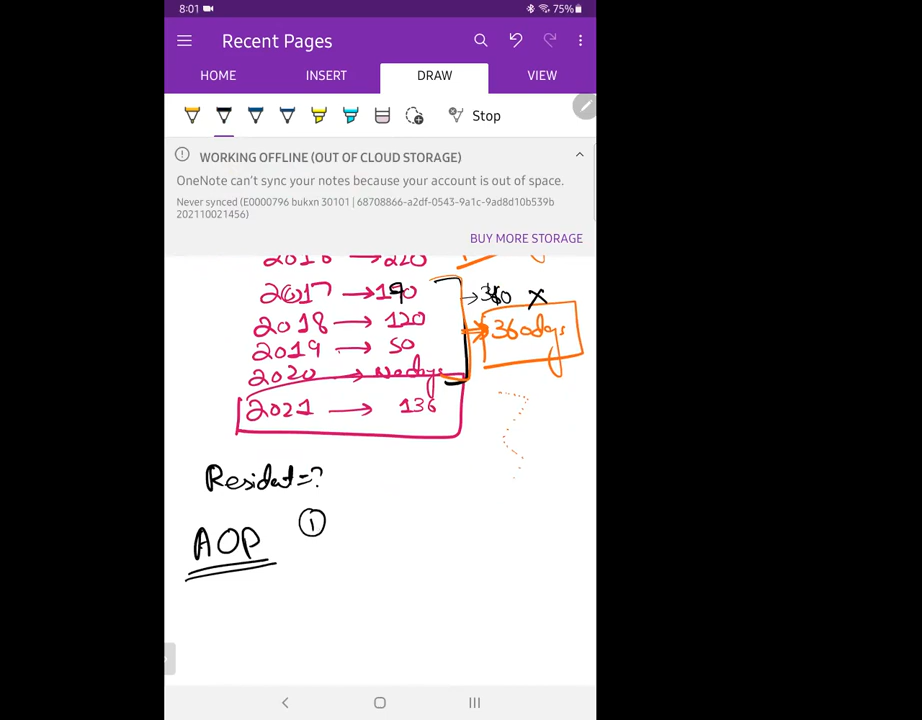 8:01 75%
Recent Pages
HOME INSERT DRAW VIEW
Stop
WORKING OFFLINE (OUT OF CLOUD STORAGE)
OneNote can't sync your notes because your account is out of space.
Never synced (E0000796 bukxn 30101 | 68708866-a2df-0543-9a1c-9ad8d10b539b
202110021456)
BUY MORE STORAGE
2016 → 220
2017 → 190 → 360 X
2018 → 120 → 360days
2019 → 50
2020 → No days
2021 → 136
Resident=?
AOP ①